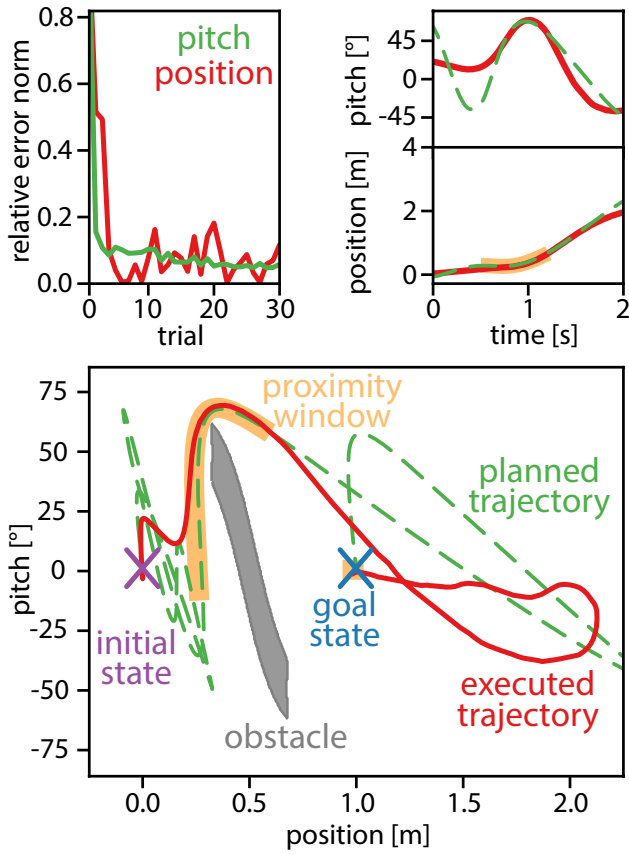 relative error norm
0.8
0.6
0.4
0.2
0.0
pitch
position
0
10
20
30
trial
pitch [°]
45
0
-45
position [m]
4
2
0
0
1
2
time [s]
pitch [°]
75
50
25
0
-25
-50
-75
proximity
window
planned
trajectory
initial
state
goal
state
executed
trajectory
obstacle
0.0
0.5
1.0
1.5
2.0
position [m]